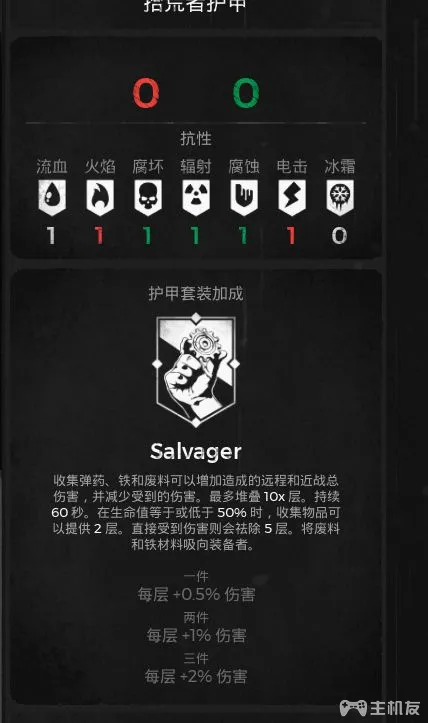 拾荒者护甲
0 0
抗性
流血 火焰 腐坏 辐射 腐蚀 电击 冰霜
1 1 1 1 1 1 0
护甲套装加成
Salvager
收集弹药、铁和废料可以增加造成的远程和近战总
伤害，并减少受到的伤害。最多堆叠 10x 层。持续
60 秒。在生命值等于或低于 50% 时，收集物品可
以提供 2 层。直接受到伤害则会祛除 5 层。将废料
和铁材料吸向装备者。
一件
每层 +0.5% 伤害
两件
每层 +1% 伤害
三件
每层 +2% 伤害
主机友